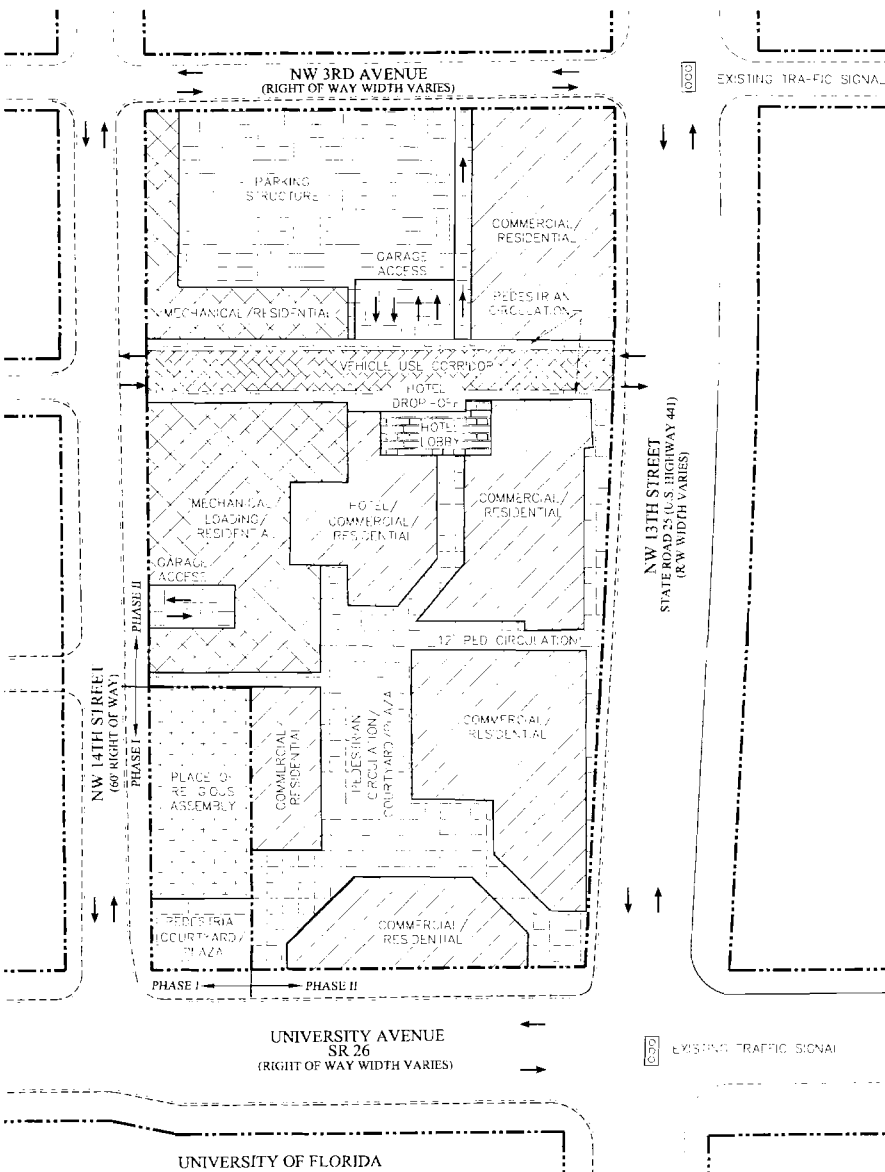 NW 3RD AVENUE
(RIGHT OF WAY WIDTH VARIES)
EXISTING TRAFFIC SIGNAL
PARKING
STRUCTURE
COMMERCIAL/
RESIDENTIAL
GARAGE
ACCESS
MECHANICAL/RESIDENTIAL
PEDESTRIAN
CIRCULATION
VEHICLE USE CORRIDOR
HOTEL
DROP-OFF
HOTEL
LOBBY
MECHANICAL/
LOADING/
RESIDENTIAL
HOTEL/
COMMERCIAL/
RESIDENTIAL
COMMERCIAL/
RESIDENTIAL
NW 13TH STREET
STATE ROAD 25 (U.S. HIGHWAY 441)
(R/W WIDTH VARIES)
GARAGE
ACCESS
PHASE II
PHASE I
12' PED CIRCULATION
NW 14TH STREET
(60' RIGHT OF WAY)
PLACE OF
RELIGIOUS
ASSEMBLY
COMMERCIAL/
RESIDENTIAL
PEDESTRIAN
CIRCULATION/
COURTYARD/PLAZA
COMMERCIAL/
RESIDENTIAL
PEDESTRIA
COURTYARD/
PLAZA
COMMERCIAL/
RESIDENTIAL
PHASE I
PHASE II
UNIVERSITY AVENUE
SR 26
(RIGHT OF WAY WIDTH VARIES)
EXISTING TRAFFIC SIGNAL
UNIVERSITY OF FLORIDA